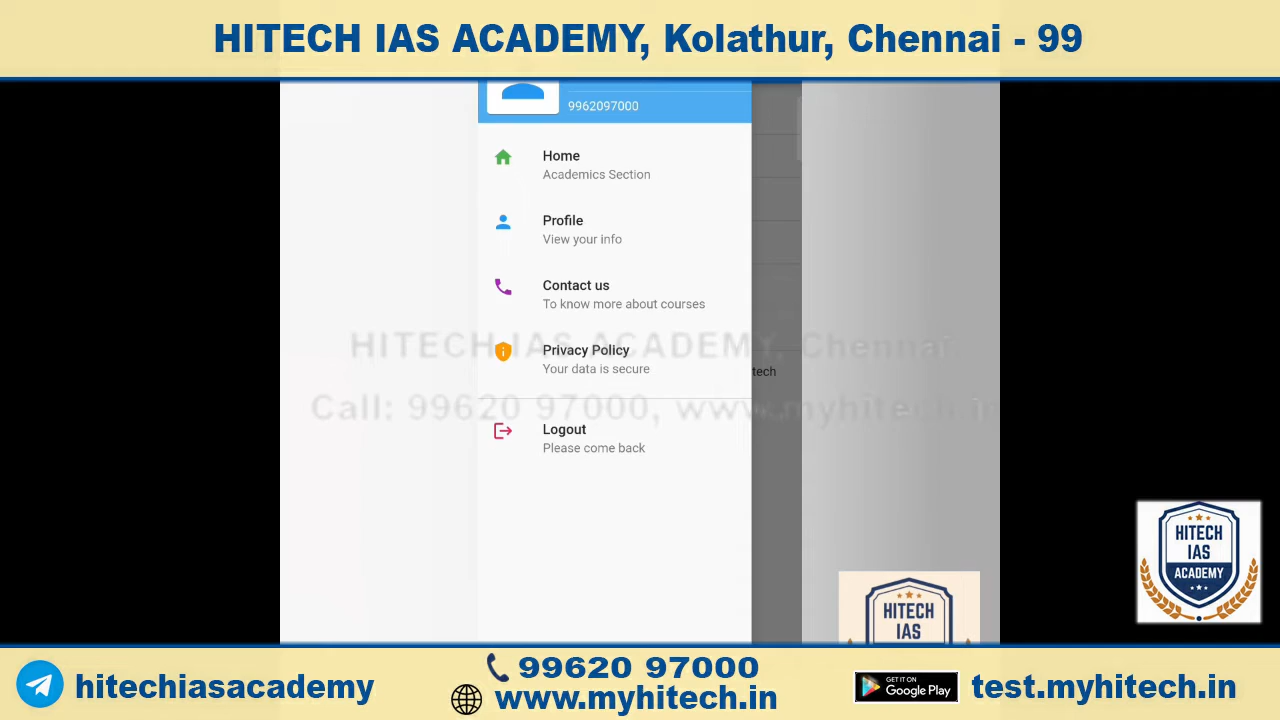 HITECH IAS ACADEMY, Kolathur, Chennai - 99
9962097000
Home
Academics Section
Profile
View your info
Contact us
To know more about courses
HITECH IAS ACADEMY, Chennai
Privacy Policy
Your data is secure
tech
Call: 99620 97000, www.myhitech.in
Logout
Please come back
HITECH
IAS
ACADEMY
HITECH
IAS
hitechiasacademy
99620 97000
www.myhitech.in
GET IT ON
Google Play
test.myhitech.in